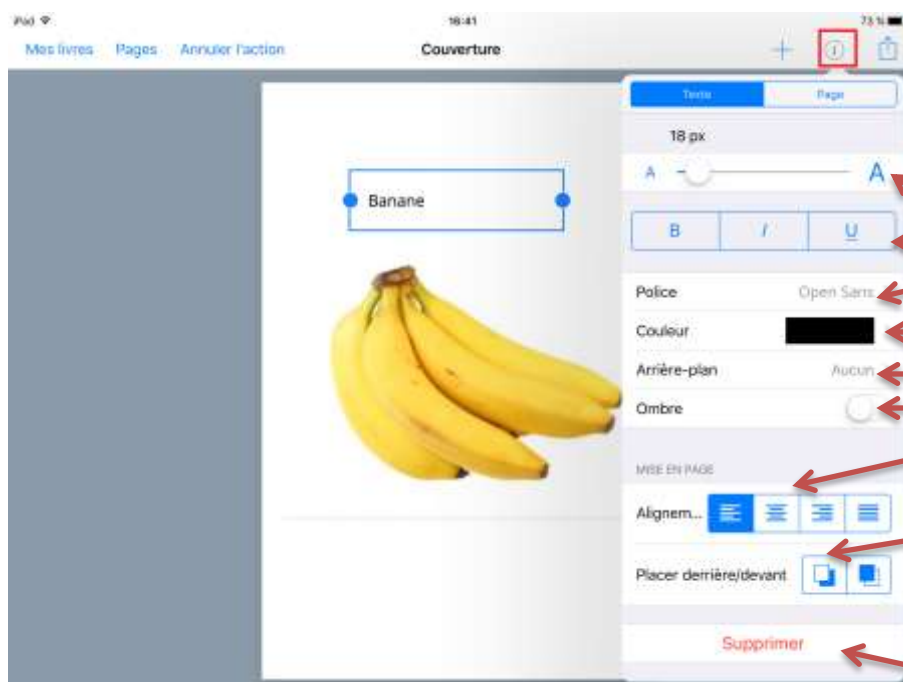 iPad 16:41 73 %
Mes livres Pages Annuler l'action Couverture
Texte Page
18 px
A A
Banane
B I U
Police Open Sans
Couleur
Arrière-plan Aucun
Ombre
MISE EN PAGE
Alignem...
Placer derrière/devant
Supprimer